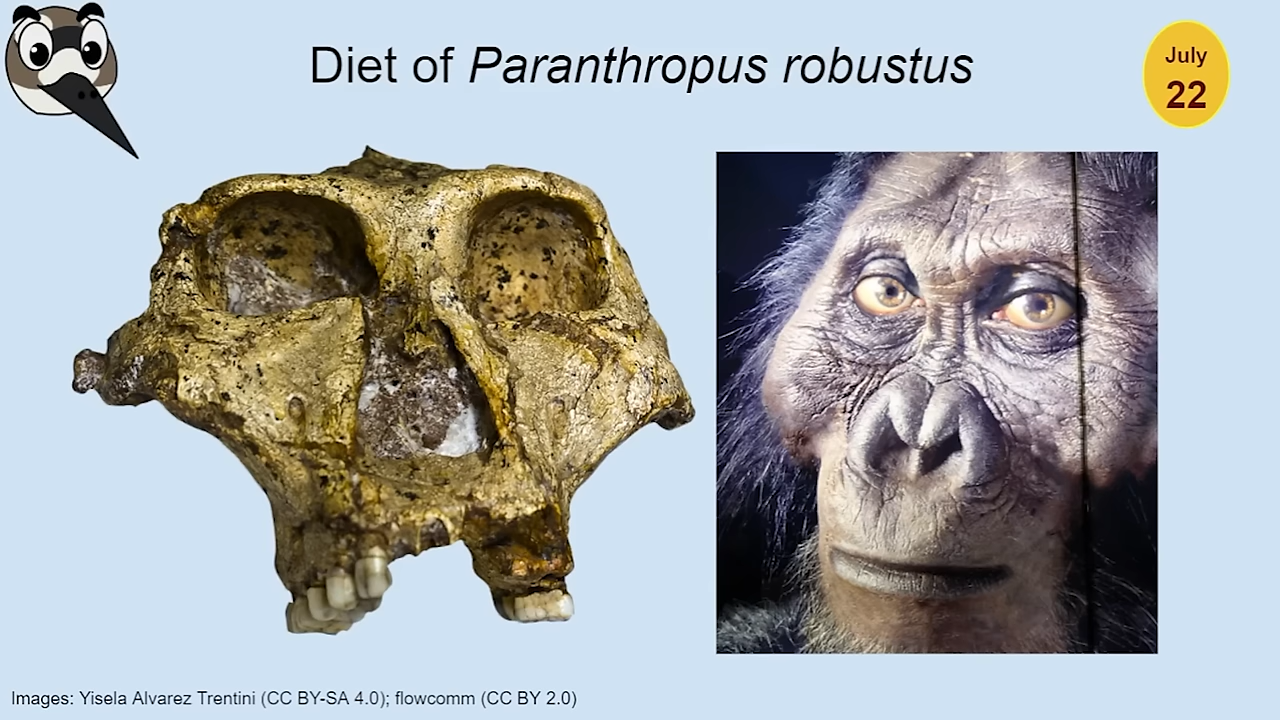 Diet of Paranthropus robustus
July
22
Images: Yisela Alvarez Trentini (CC BY-SA 4.0); flowcomm (CC BY 2.0)